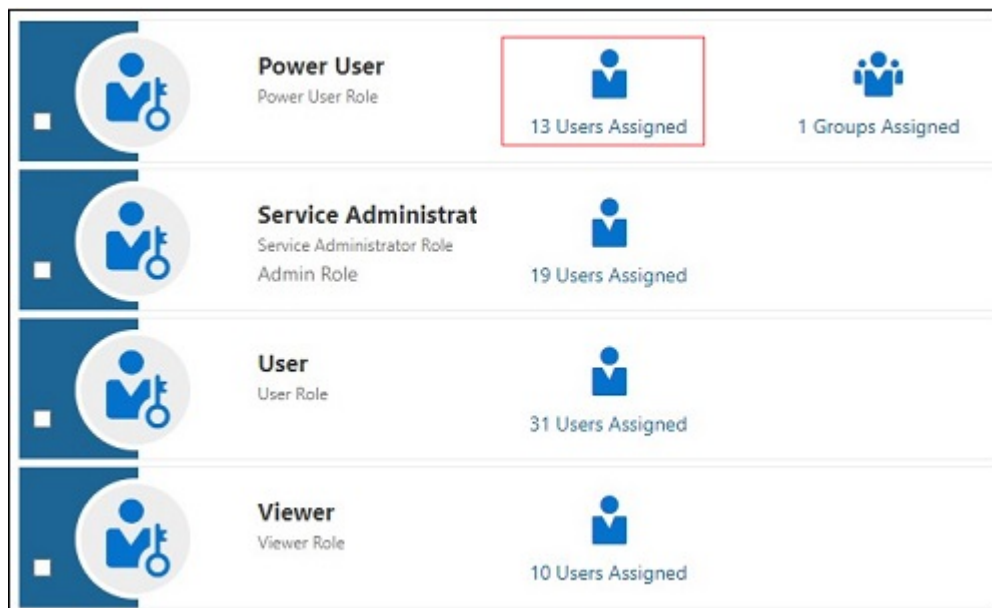 Power User
Power User Role
13 Users Assigned
1 Groups Assigned
Service Administrat
Service Administrator Role
Admin Role
19 Users Assigned
User
User Role
31 Users Assigned
Viewer
Viewer Role
10 Users Assigned